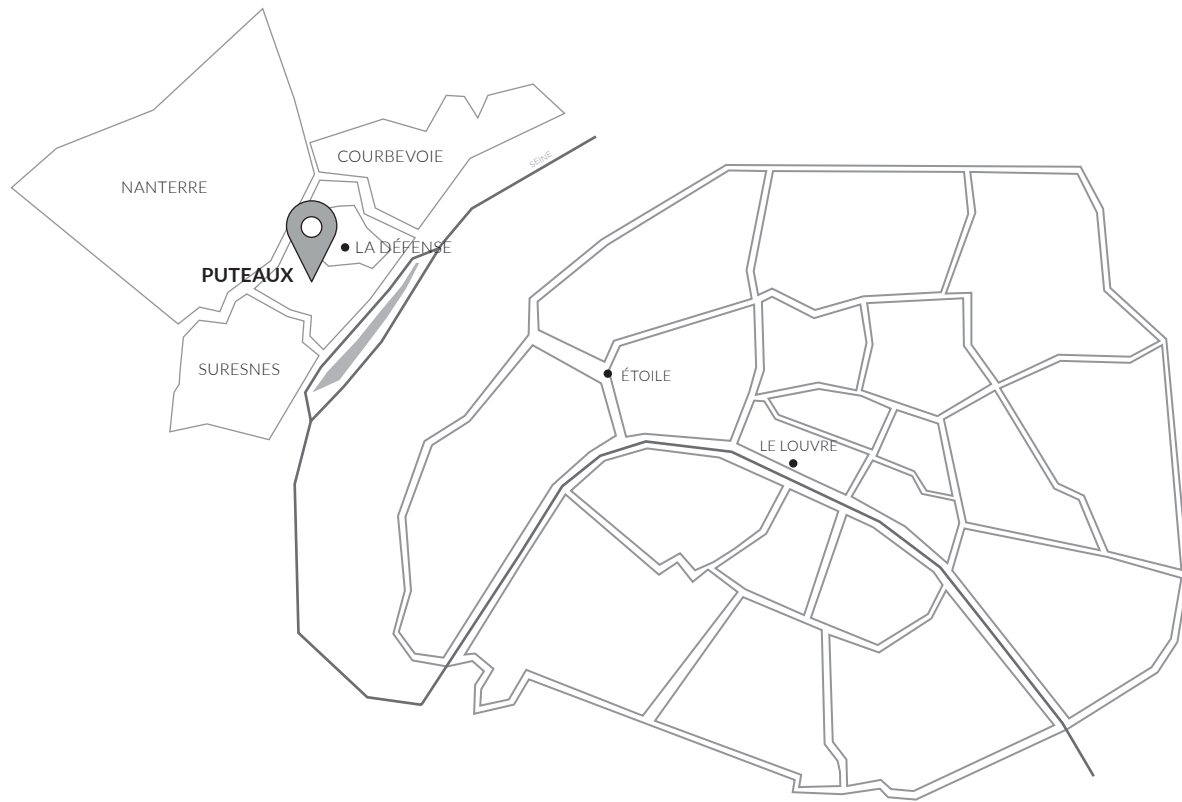 COURBEVOIE
SEINE
NANTERRE
LA DÉFENSE
PUTEAUX
SURESNES
ÉTOILE
LE LOUVRE